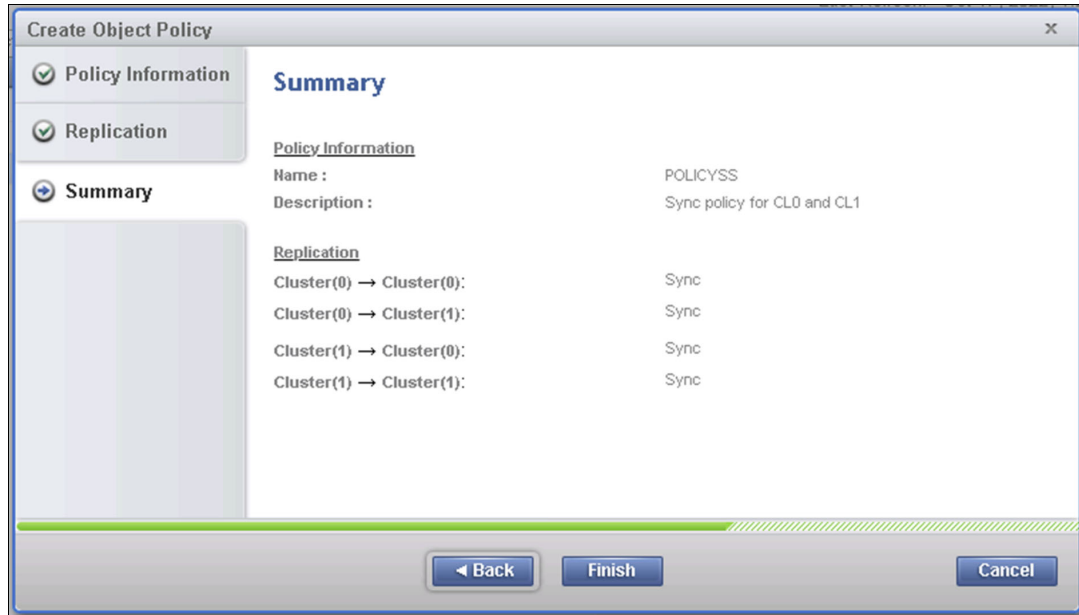 Create Object Policy x
Policy Information
Replication
Summary
Summary
Policy Information
Name : POLICYSS
Description : Sync policy for CL0 and CL1
Replication
Cluster(0) → Cluster(0): Sync
Cluster(0) → Cluster(1): Sync
Cluster(1) → Cluster(0): Sync
Cluster(1) → Cluster(1): Sync
◄ Back Finish Cancel